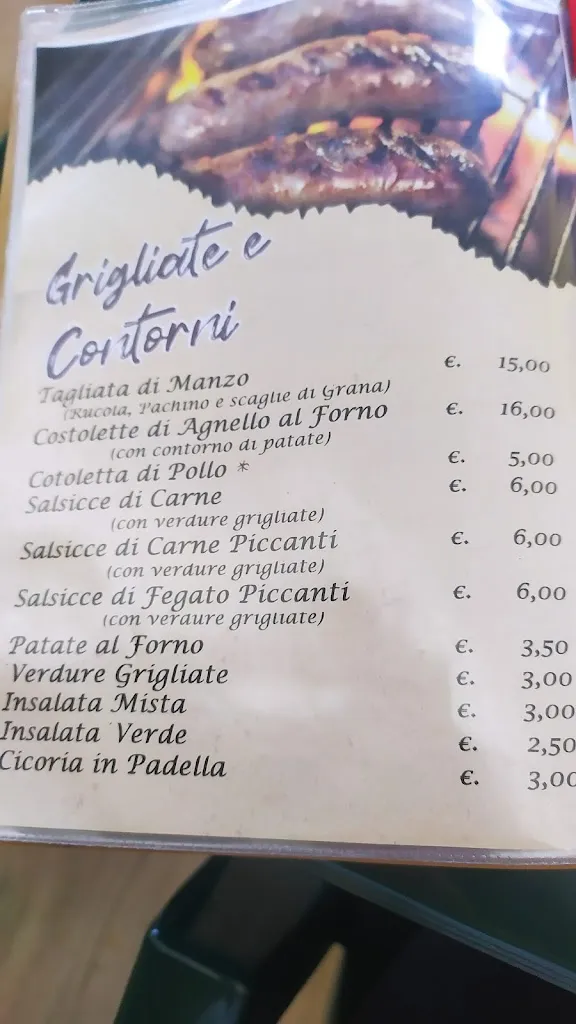 Grigliate e
Contorni
Tagliata di Manzo €. 15,00
(Rucola, Pachino e scaglie di Grana)
Costolette di Agnello al Forno €. 16,00
(con contorno di patate)
Cotoletta di Pollo * €. 5,00
Salsicce di Carne €. 6,00
(con verdure grigliate)
Salsicce di Carne Piccanti €. 6,00
(con verdure grigliate)
Salsicce di Fegato Piccanti €. 6,00
(con verdure grigliate)
Patate al Forno €. 3,50
Verdure Grigliate €. 3,00
Insalata Mista €. 3,00
Insalata Verde €. 2,50
Cicoria in Padella €. 3,00